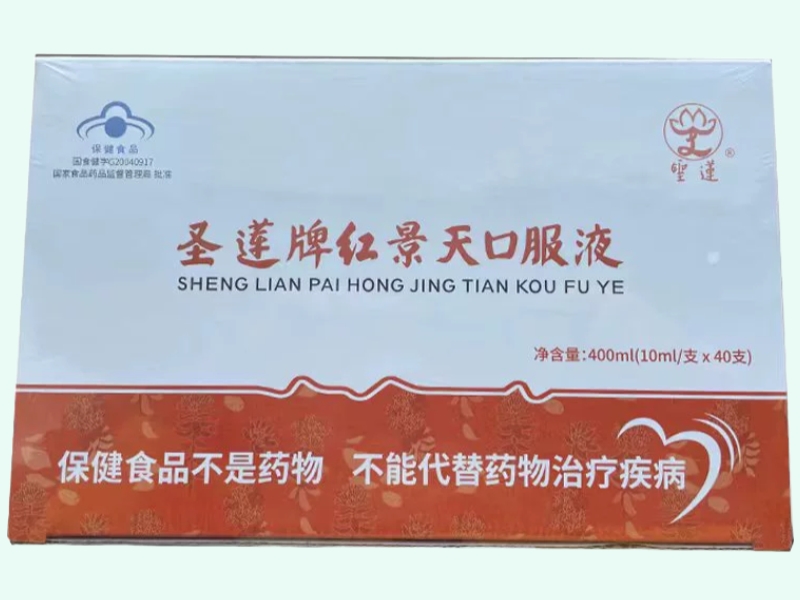 保健食品
国食健字G20040917
国家食品药品监督管理局 批准
聖蓮®
圣莲牌红景天口服液
SHENG LIAN PAI HONG JING TIAN KOU FU YE
净含量:400ml(10ml/支 x 40支)
保健食品不是药物 不能代替药物治疗疾病